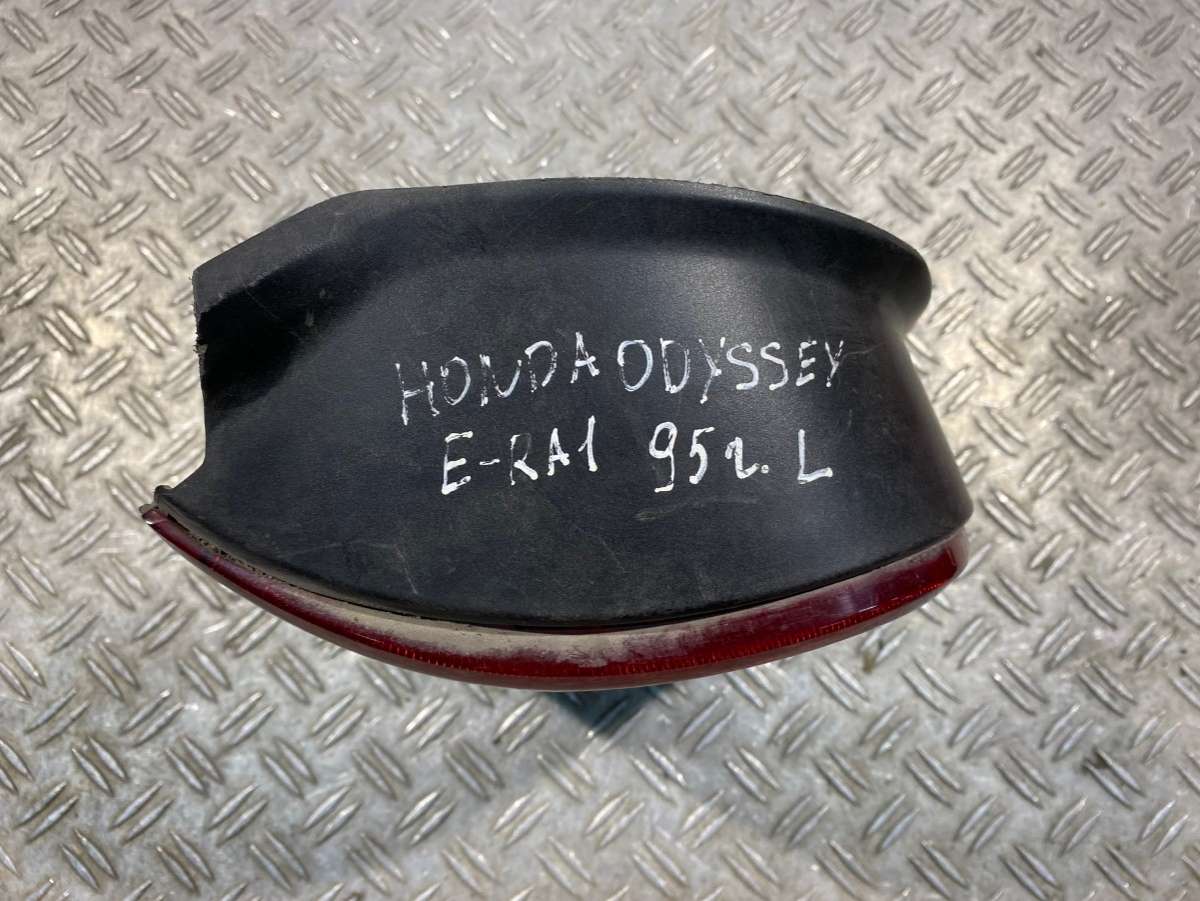 HONDA ODYSSEY
E-RA1 95г. L